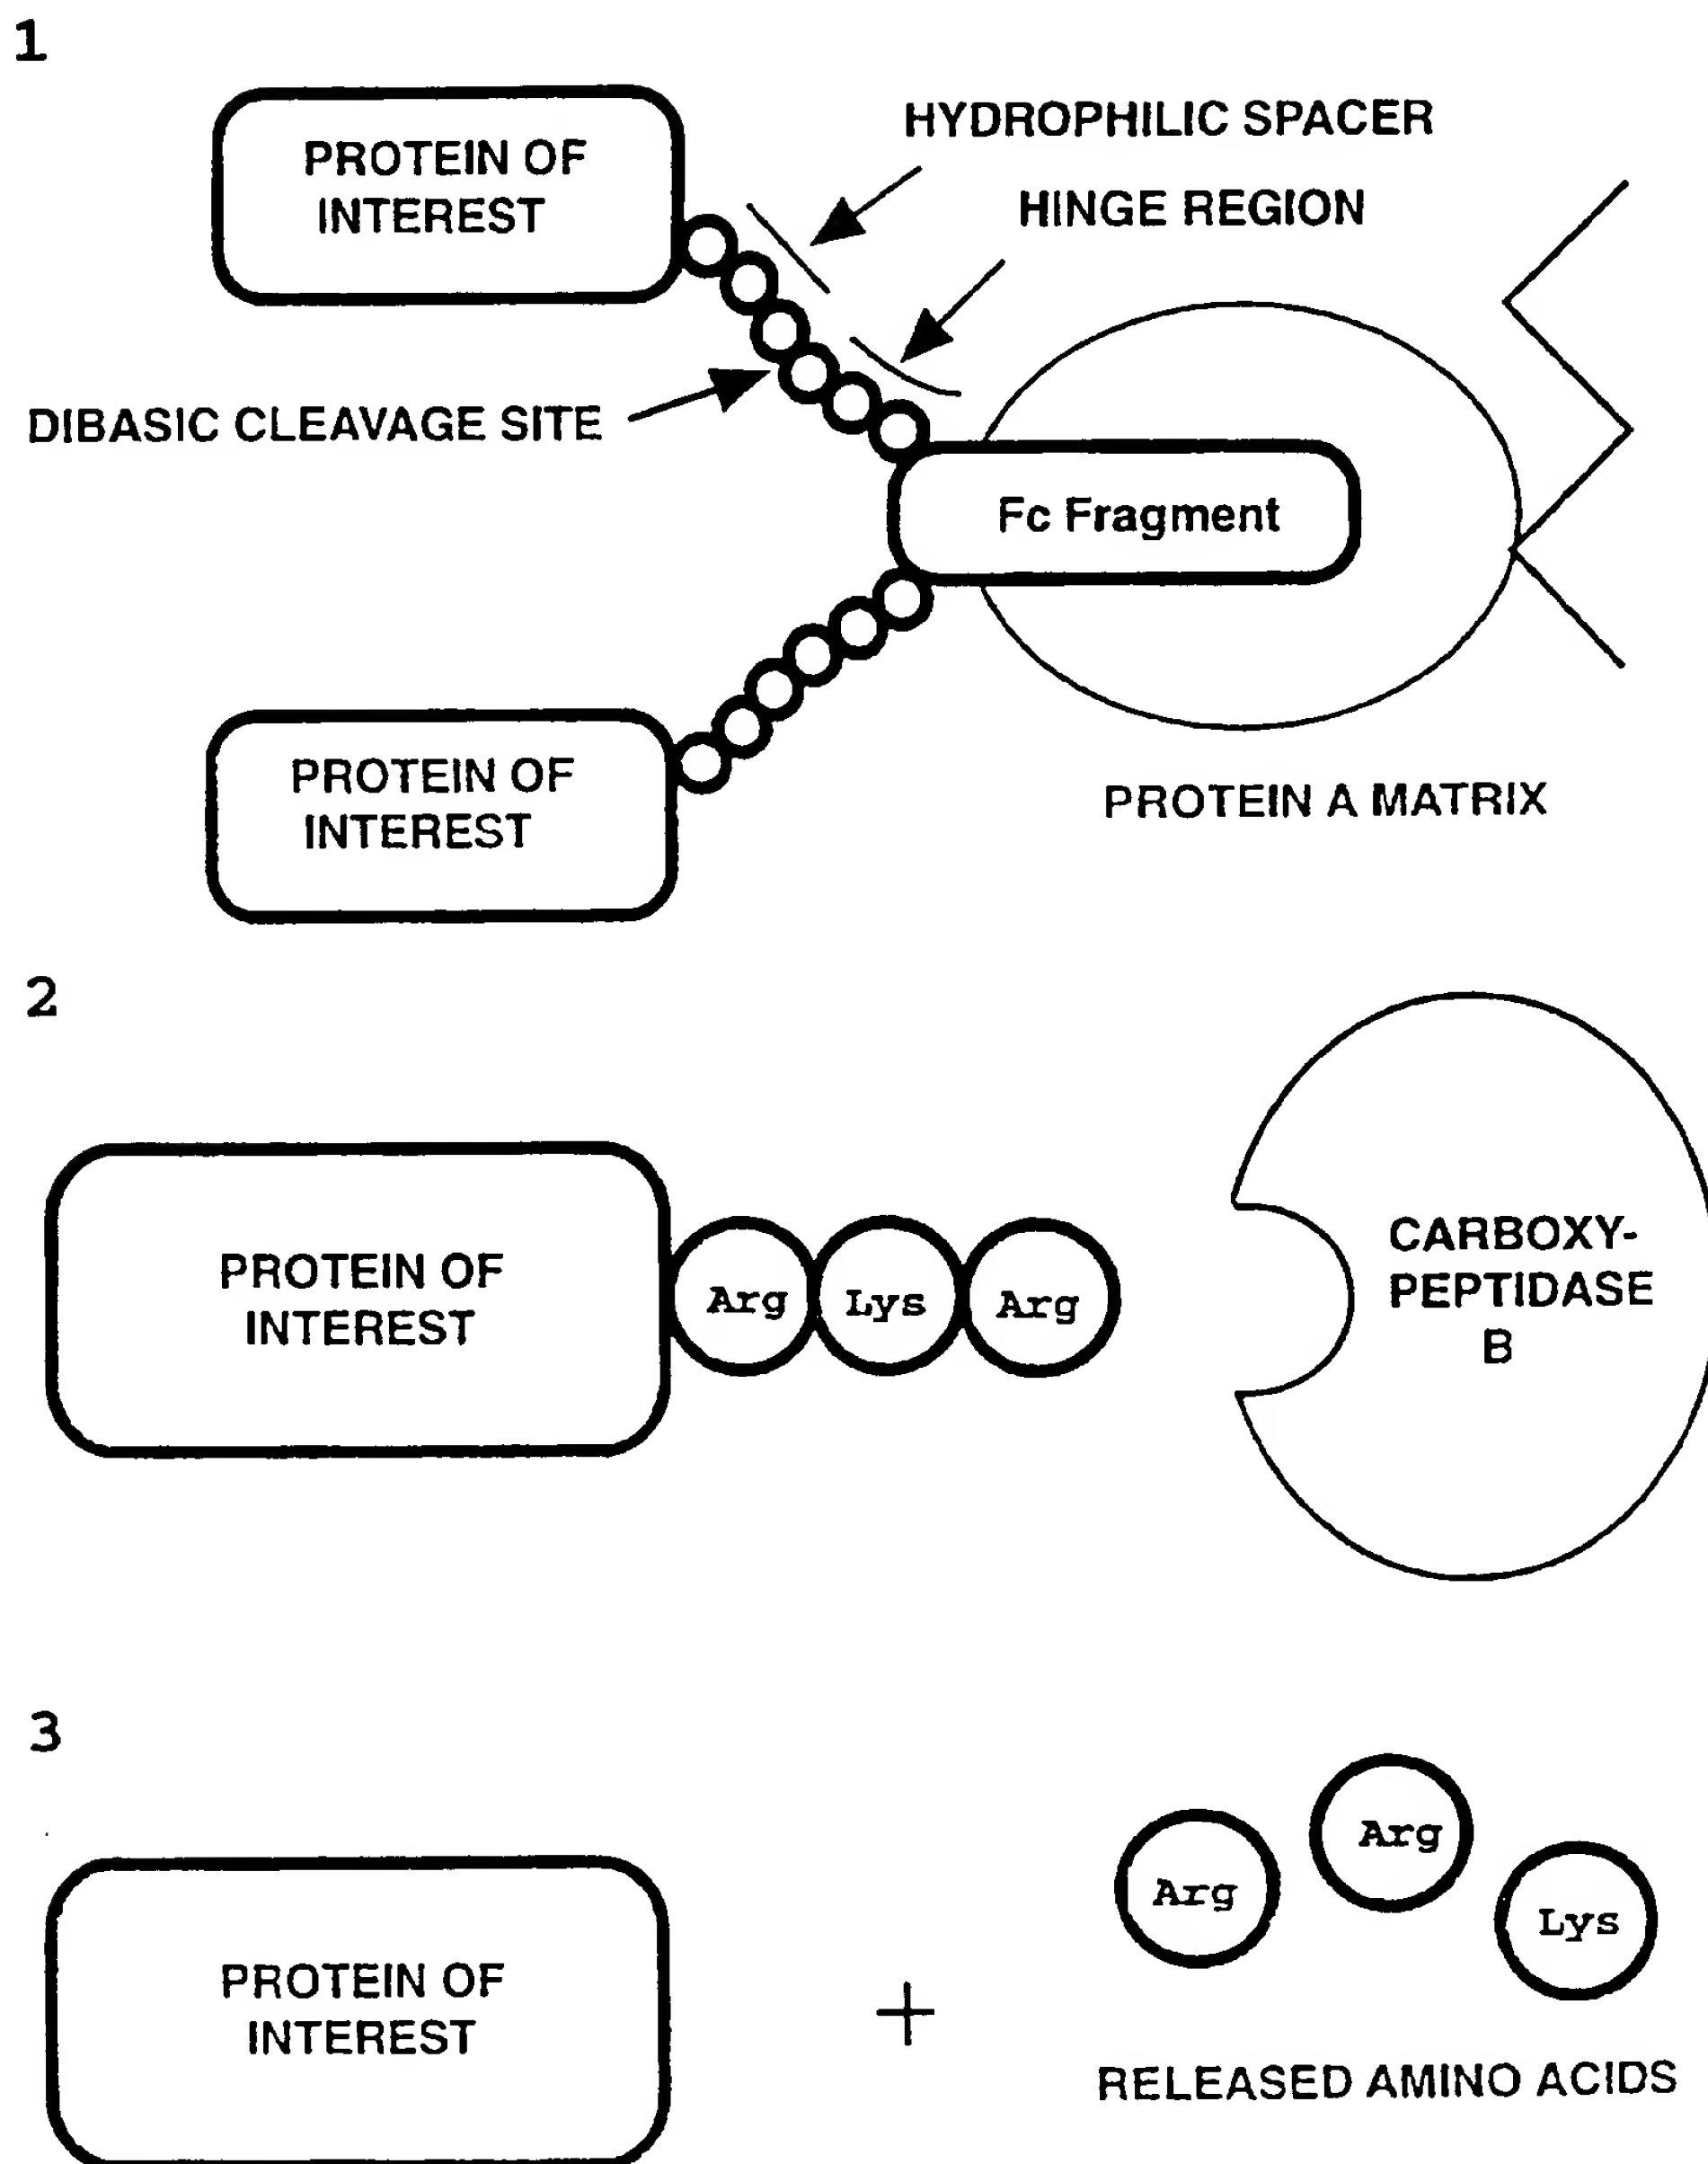 1
PROTEIN OF
INTEREST
HYDROPHILIC SPACER
HINGE REGION
DIBASIC CLEAVAGE SITE
Fc Fragment
PROTEIN OF
INTEREST
PROTEIN A MATRIX
2
PROTEIN OF
INTEREST
Arg
Lys
Arg
CARBOXY-
PEPTIDASE
B
3
PROTEIN OF
INTEREST
+
Arg
Arg
Lys
RELEASED AMINO ACIDS